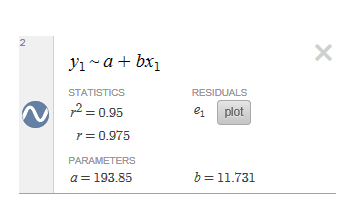 2
y₁ ~ a + bx₁
STATISTICS RESIDUALS
r² = 0.95 e₁ plot
r = 0.975
PARAMETERS
a = 193.85 b = 11.731